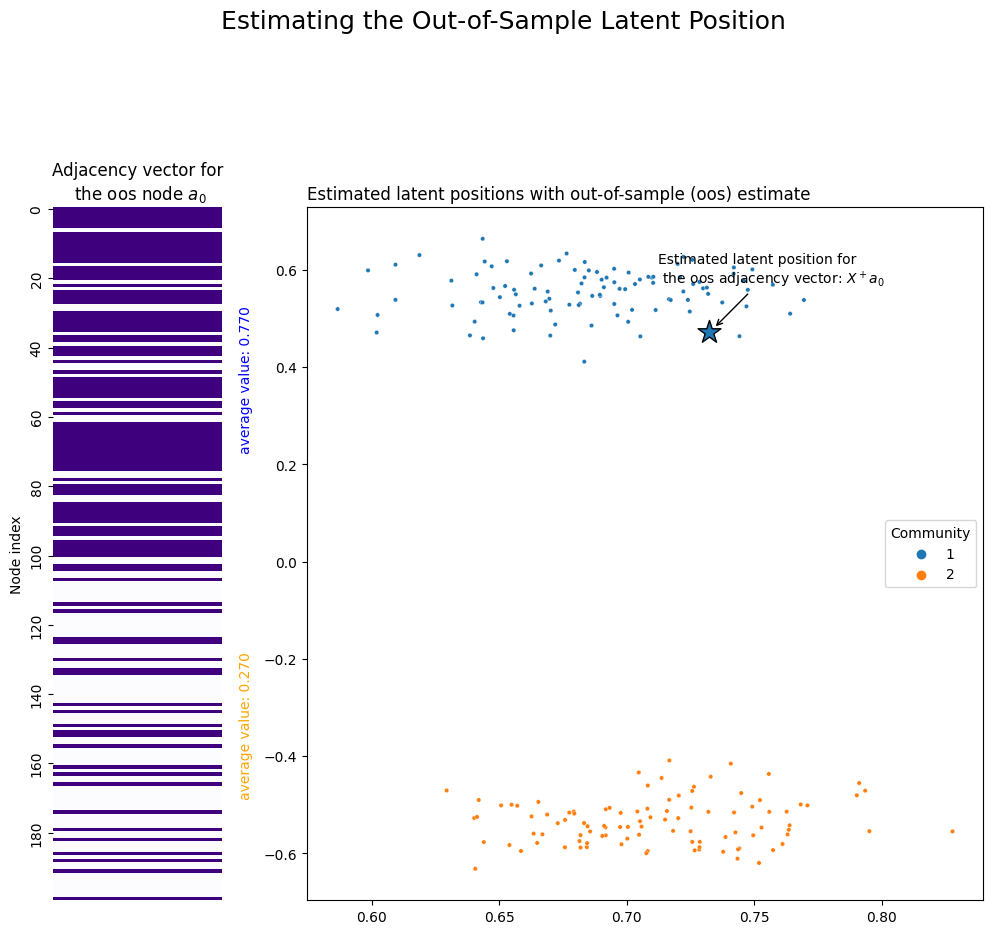 Estimating the Out-of-Sample Latent Position
Adjacency vector for
the oos node $a_0$
Node index
0
20
40
60
80
100
120
140
160
180
average value: 0.770
average value: 0.270
Estimated latent positions with out-of-sample (oos) estimate
Estimated latent position for
the oos adjacency vector: $X^+a_0$
0.6
0.4
0.2
0.0
−0.2
−0.4
−0.6
0.60
0.65
0.70
0.75
0.80
Community
1
2